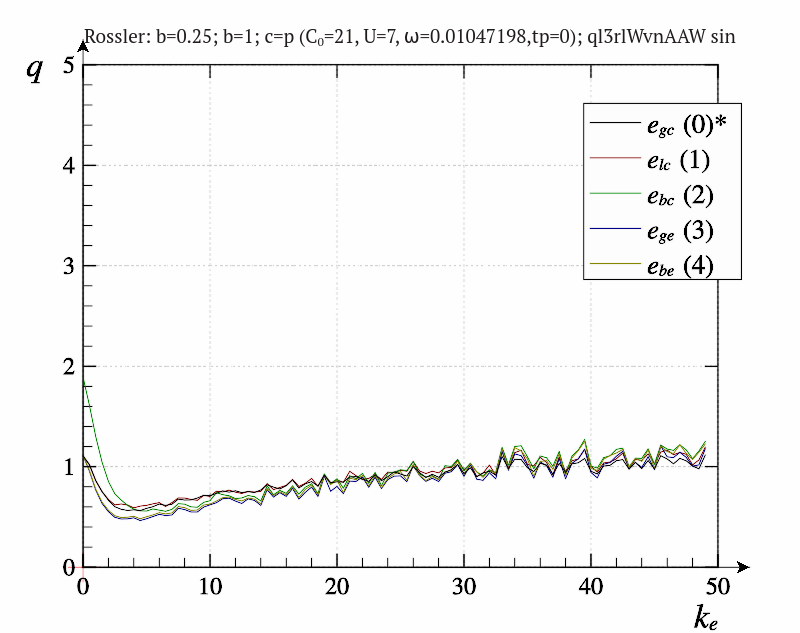 Rossler: b=0.25; b=1; c=p (C₀=21, U=7, ω=0.01047198,tp=0); ql3rlWvnAAW sin
q
5
4
3
2
1
0
e_gc (0)*
e_lc (1)
e_bc (2)
e_ge (3)
e_be (4)
0 10 20 30 40 50
k_e